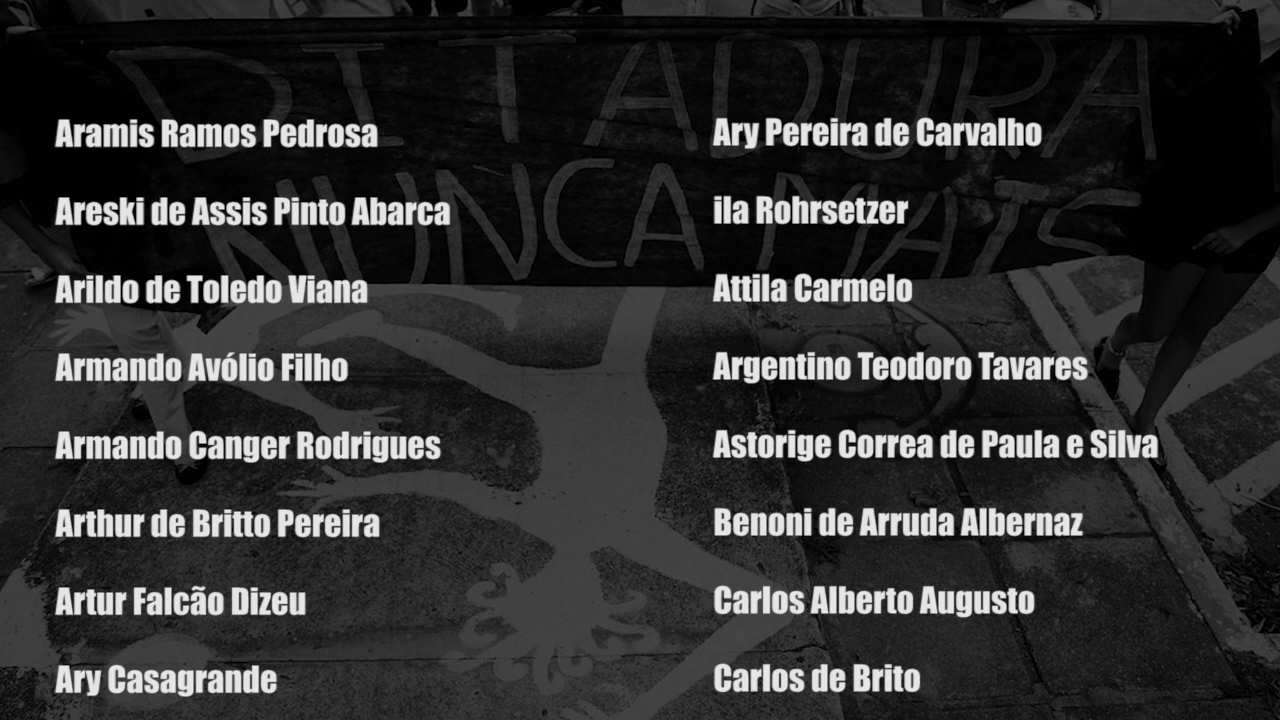 DITADURA
NUNCA MAIS
Aramis Ramos Pedrosa
Areski de Assis Pinto Abarca
Arildo de Toledo Viana
Armando Avólio Filho
Armando Canger Rodrigues
Arthur de Britto Pereira
Artur Falcão Dizeu
Ary Casagrande
Ary Pereira de Carvalho
ila Rohrsetzer
Attila Carmelo
Argentino Teodoro Tavares
Astorige Correa de Paula e Silva
Benoni de Arruda Albernaz
Carlos Alberto Augusto
Carlos de Brito